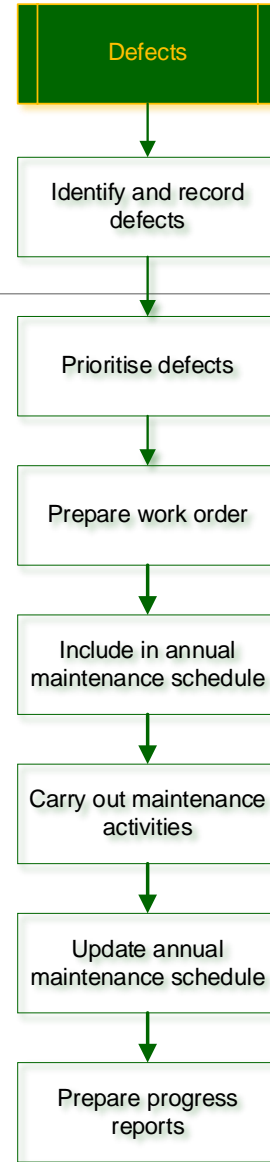 Defects
Identify and record
defects
Prioritise defects
Prepare work order
Include in annual
maintenance schedule
Carry out maintenance
activities
Update annual
maintenance schedule
Prepare progress
reports